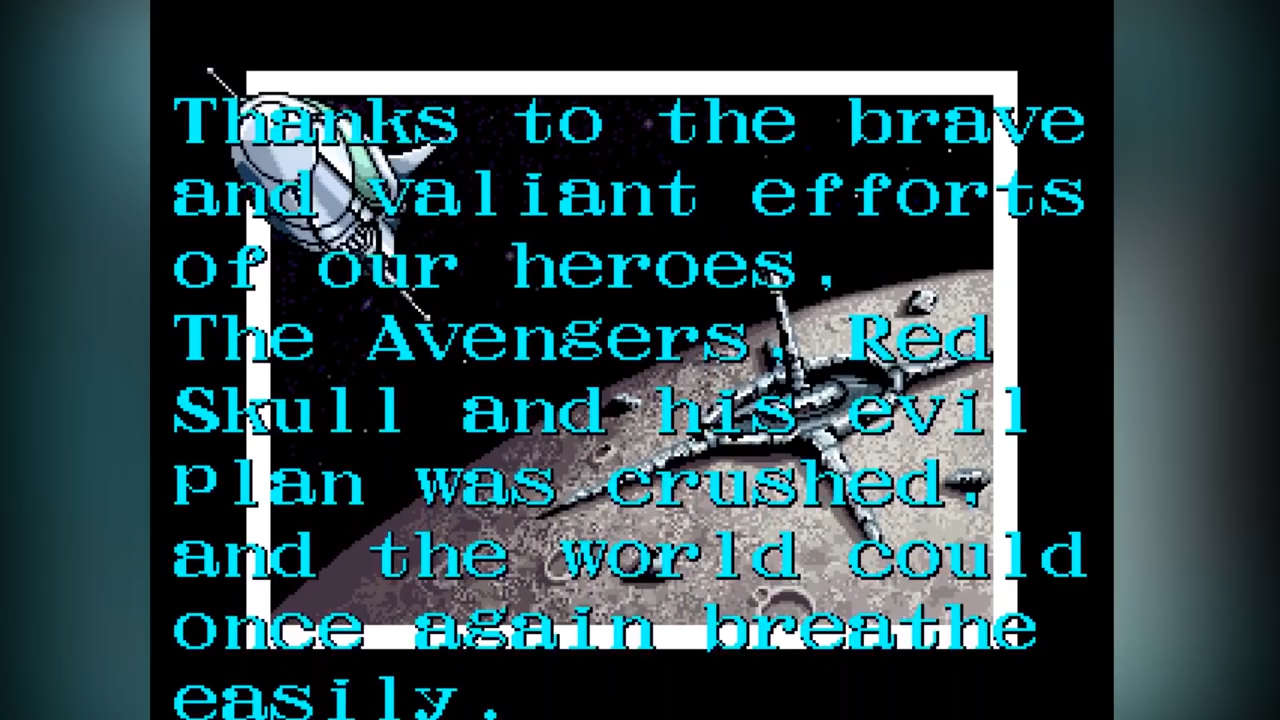 Thanks to the brave
and valiant efforts
of our heroes,
The Avengers, Red
Skull and his evil
plan was crushed,
and the world could
once again breathe
easily.